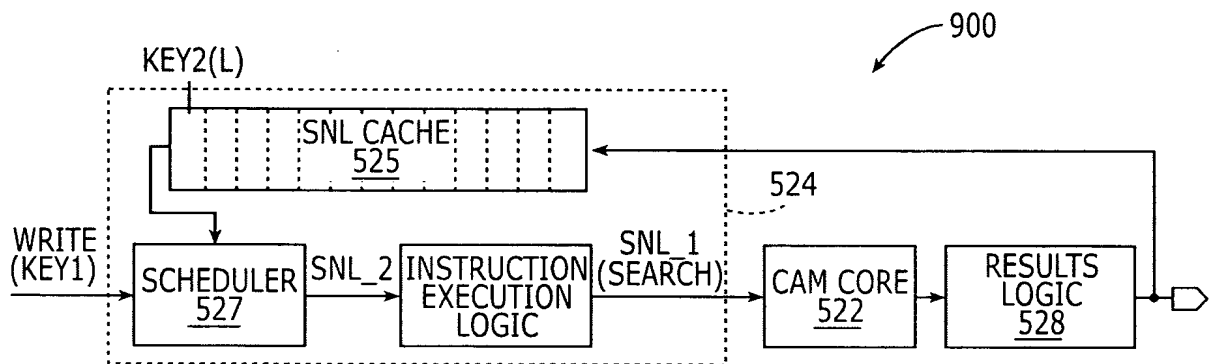 900
KEY2(L)
SNL CACHE
525
524
WRITE
(KEY1)
SCHEDULER
527
SNL_2
INSTRUCTION
EXECUTION
LOGIC
SNL_1
(SEARCH)
CAM CORE
522
RESULTS
LOGIC
528